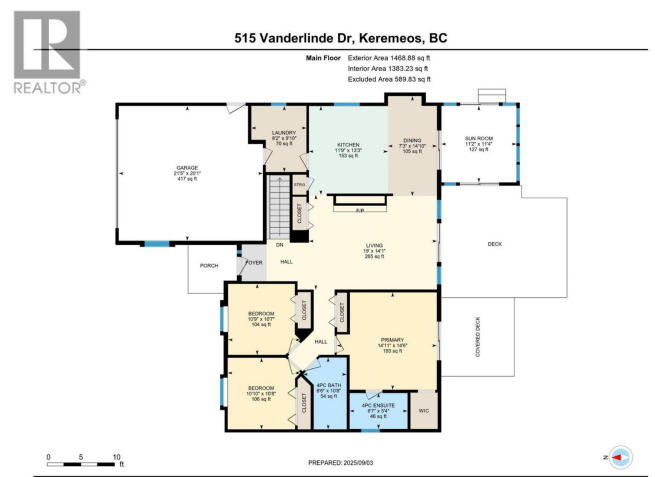 515 Vanderlinde Dr, Keremeos, BC
Main Floor Exterior Area 1468.88 sq ft
Interior Area 1383.23 sq ft
Excluded Area 589.83 sq ft
R
REALTOR®
LAUNDRY
8'2" x 9'10"
70 sq ft
KITCHEN
11'9" x 13'3"
153 sq ft
DINING
7'3" x 14'10"
105 sq ft
SUN ROOM
11'2" x 11'4"
127 sq ft
GARAGE
21'5" x 20'1"
417 sq ft
STRG
CLOSET
F/P
DN
LIVING
19' x 14'1"
265 sq ft
DECK
PORCH
FOYER
HALL
BEDROOM
10'9" x 10'7"
104 sq ft
CLOSET
CLOSET
HALL
PRIMARY
14'11" x 14'6"
193 sq ft
COVERED DECK
BEDROOM
10'10" x 10'8"
106 sq ft
CLOSET
4PC BATH
6'6" x 10'8"
54 sq ft
4PC ENSUITE
8'7" x 5'4"
46 sq ft
WIC
0 5 10
ft
PREPARED: 2025/09/03
N